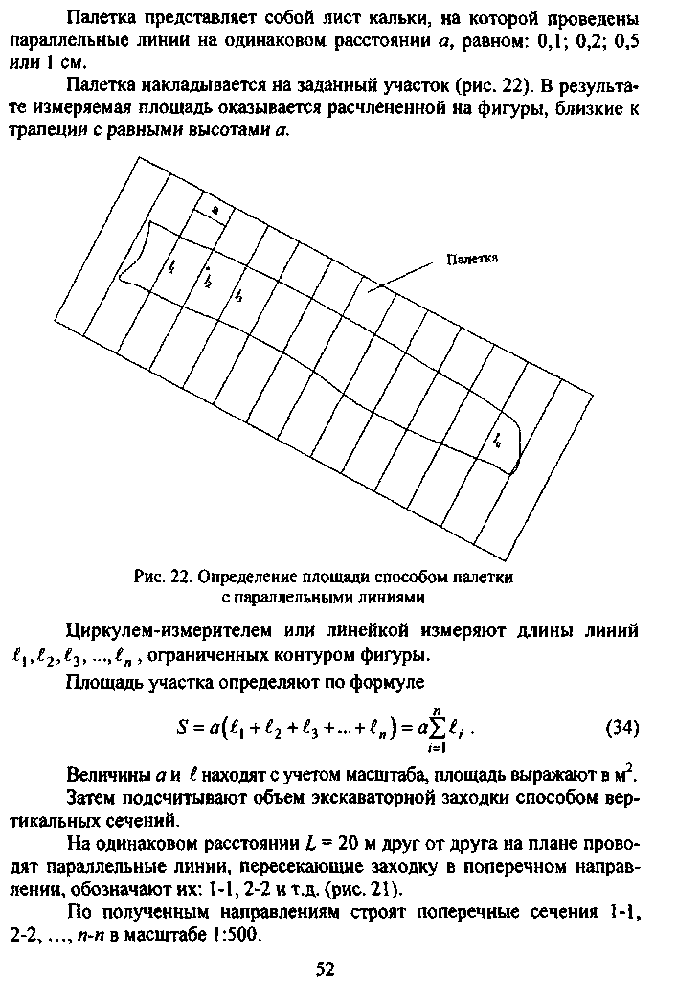 Палетка представляет собой лист кальки, на которой проведены
параллельные линии на одинаковом расстоянии a, равном: 0,1; 0,2; 0,5
или 1 см.
Палетка накладывается на заданный участок (рис. 22). В результа-
те измеряемая площадь оказывается расчлененной на фигуры, близкие к
трапеции с равными высотами a.
a
Палетка
ℓ₁
ℓ₂
ℓ₃
ℓₙ
Рис. 22. Определение площади способом палетки
с параллельными линиями
Циркулем-измерителем или линейкой измеряют длины линий
ℓ₁, ℓ₂, ℓ₃, ..., ℓₙ , ограниченных контуром фигуры.
Площадь участка определяют по формуле
S = a(ℓ₁ + ℓ₂ + ℓ₃ + ... + ℓₙ) = a∑ⁿᵢ₌₁ ℓᵢ . (34)
Величины a и ℓ находят с учетом масштаба, площадь выражают в м².
Затем подсчитывают объем экскаваторной заходки способом вер-
тикальных сечений.
На одинаковом расстоянии L = 20 м друг от друга на плане прово-
дят параллельные линии, пересекающие заходку в поперечном направ-
лении, обозначают их: 1-1, 2-2 и т.д. (рис. 21).
По полученным направлениям строят поперечные сечения 1-1,
2-2, ..., n-n в масштабе 1:500.
52